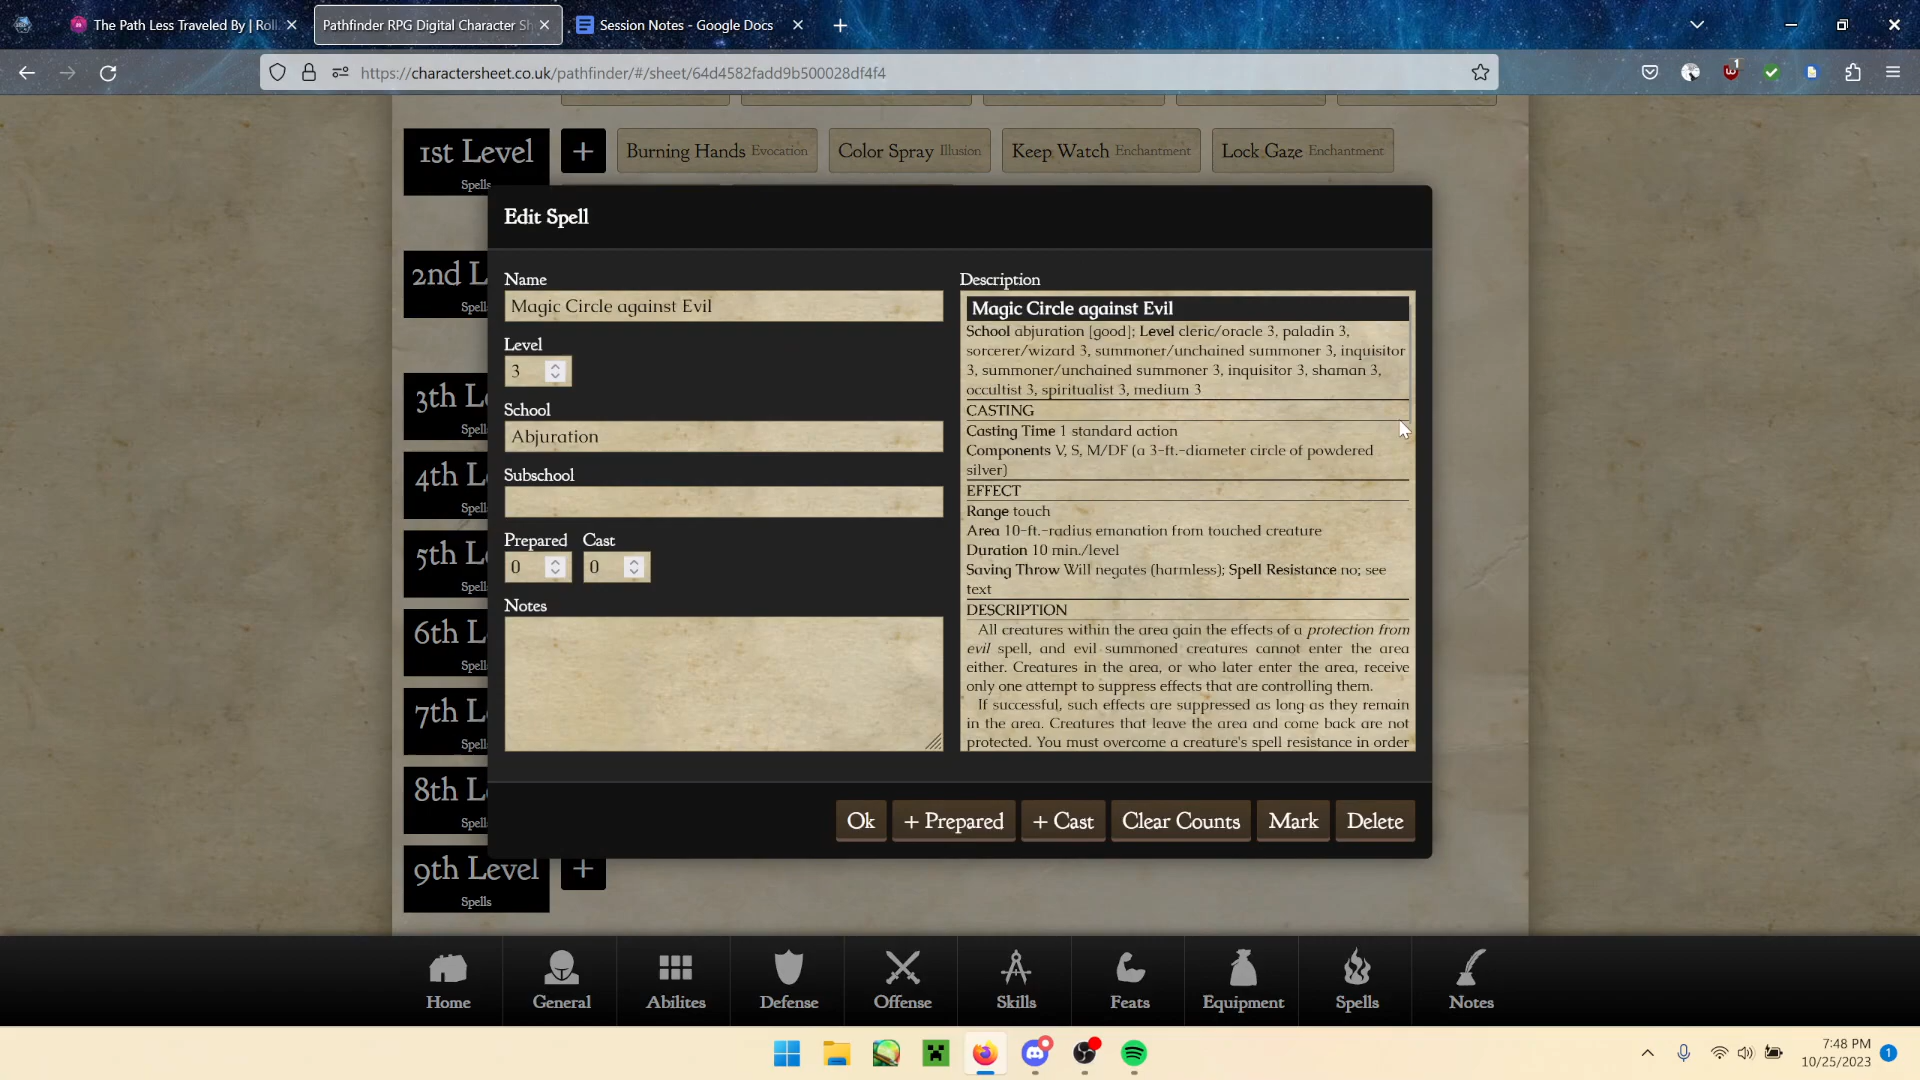 The Path Less Traveled By | Roll
Pathfinder RPG Digital Character Sh
Session Notes - Google Docs
https://charactersheet.co.uk/pathfinder/#/sheet/64d4582fadd9b500028df4f4
1
1st Level
Spells
+
Burning Hands Evocation
Color Spray Illusion
Keep Watch Enchantment
Lock Gaze Enchantment
2nd L
Spell
3th L
Spell
4th L
Spell
5th L
Spell
6th L
Spell
7th L
Spell
8th L
Spell
9th Level
Spells
+
Edit Spell
Name
Magic Circle against Evil
Level
3
School
Abjuration
Subschool
Prepared Cast
0 0
Notes
Description
Magic Circle against Evil
School abjuration [good]; Level cleric/oracle 3, paladin 3,
sorcerer/wizard 3, summoner/unchained summoner 3, inquisitor
3, summoner/unchained summoner 3, inquisitor 3, shaman 3,
occultist 3, spiritualist 3, medium 3
CASTING
Casting Time 1 standard action
Components V, S, M/DF (a 3-ft.-diameter circle of powdered
silver)
EFFECT
Range touch
Area 10-ft.-radius emanation from touched creature
Duration 10 min./level
Saving Throw Will negates (harmless); Spell Resistance no; see
text
DESCRIPTION
All creatures within the area gain the effects of a protection from
evil spell, and evil summoned creatures cannot enter the area
either. Creatures in the area, or who later enter the area, receive
only one attempt to suppress effects that are controlling them.
If successful, such effects are suppressed as long as they remain
in the area. Creatures that leave the area and come back are not
protected. You must overcome a creature's spell resistance in order
Ok
+ Prepared
+ Cast
Clear Counts
Mark
Delete
Home
General
Abilites
Defense
Offense
Skills
Feats
Equipment
Spells
Notes
7:48 PM
10/25/2023
1